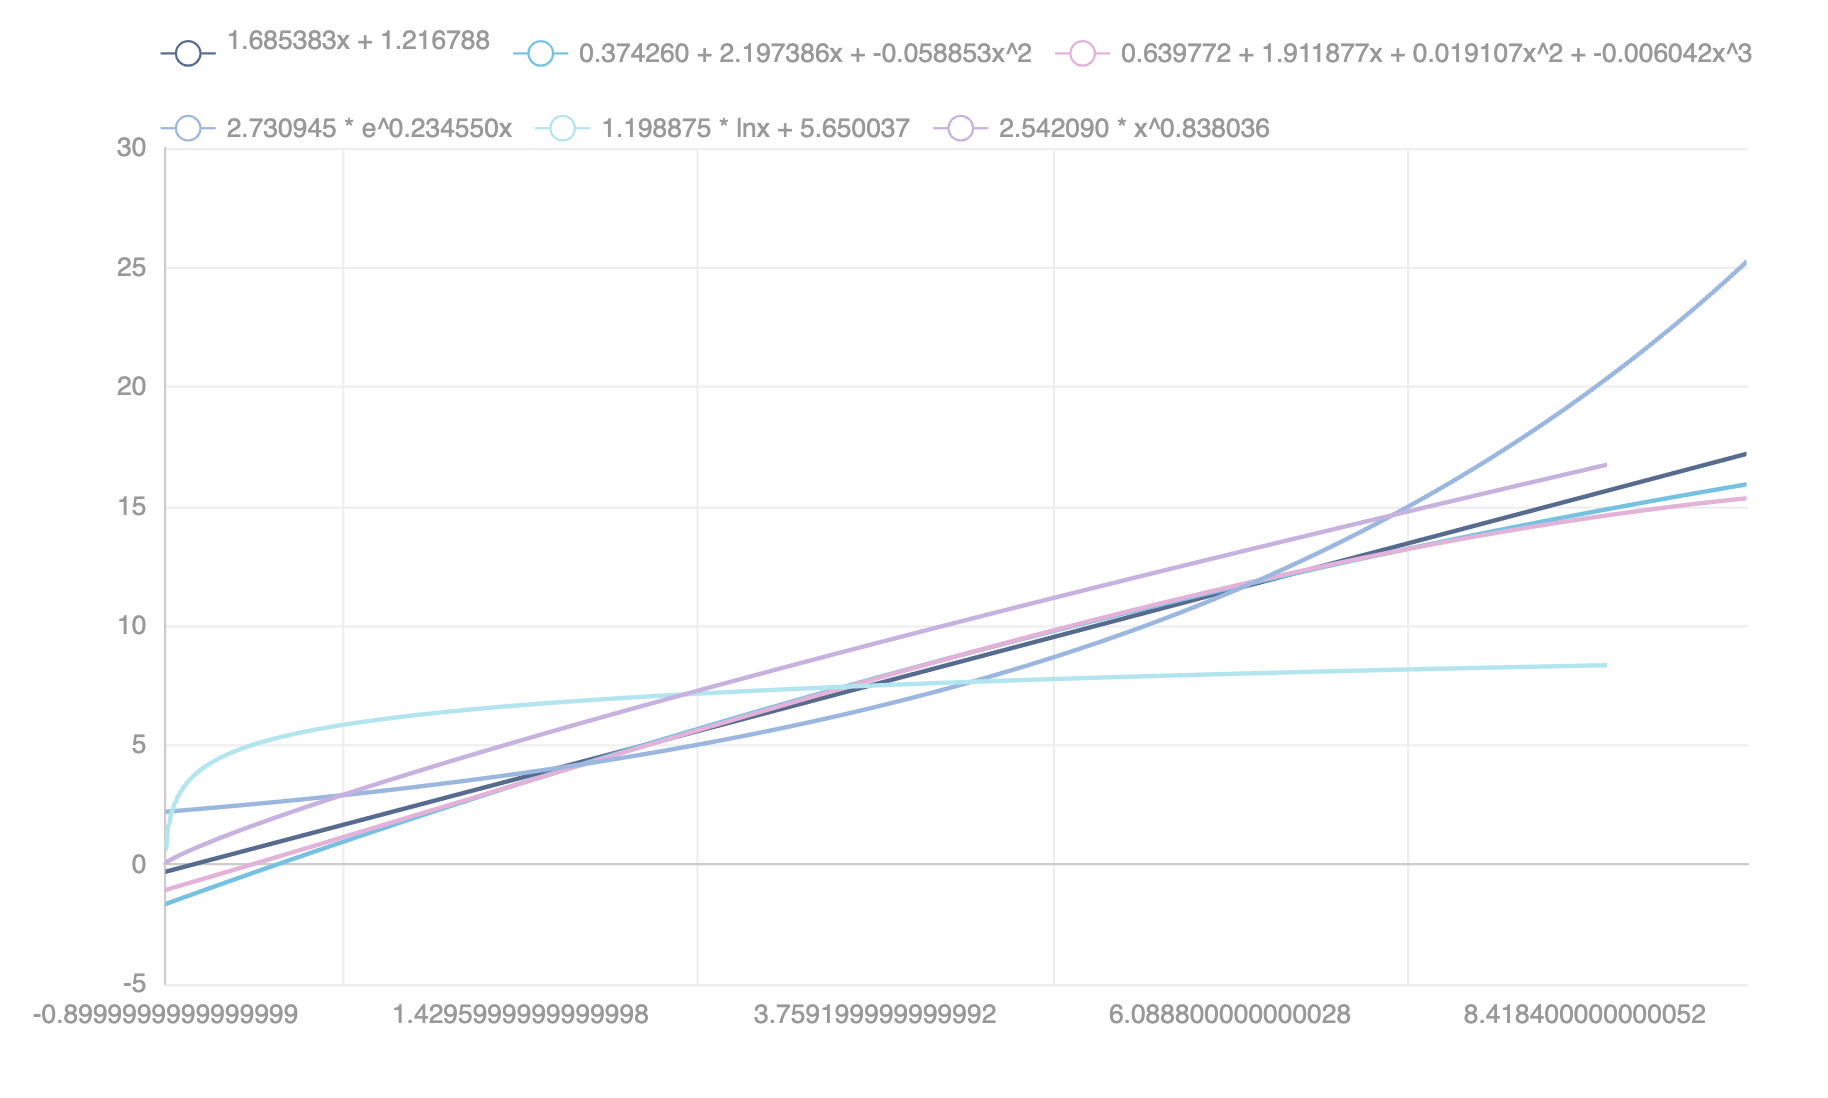 1.685383x + 1.216788
0.374260 + 2.197386x + -0.058853x^2
0.639772 + 1.911877x + 0.019107x^2 + -0.006042x^3
2.730945 * e^0.234550x
1.198875 * lnx + 5.650037
2.542090 * x^0.838036
30
25
20
15
10
5
0
-5
-0.8999999999999999
1.4295999999999998
3.759199999999992
6.088800000000028
8.418400000000052